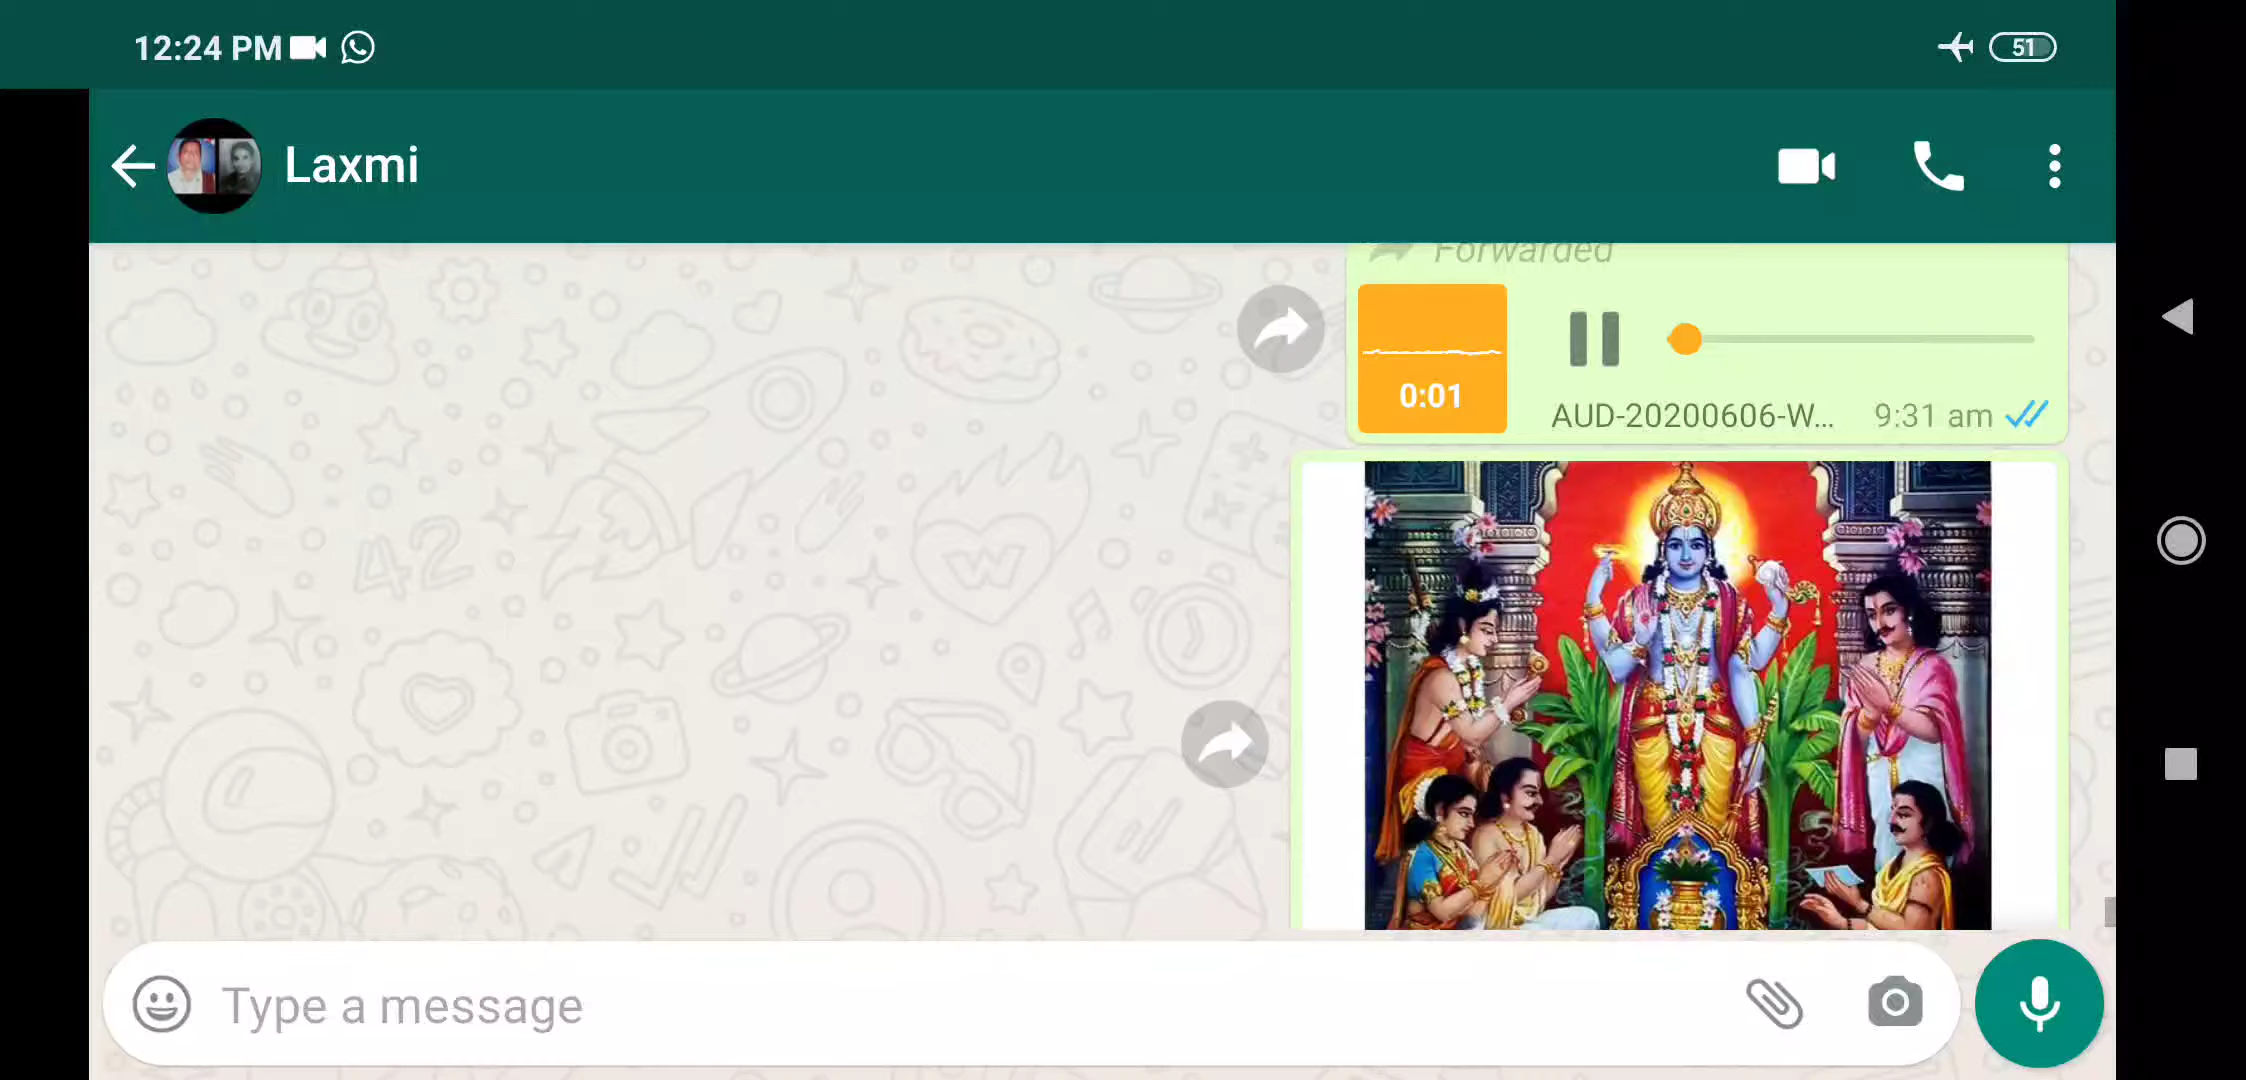 12:24 PM
51
Laxmi
Forwarded
0:01
AUD-20200606-W... 9:31 am
Type a message